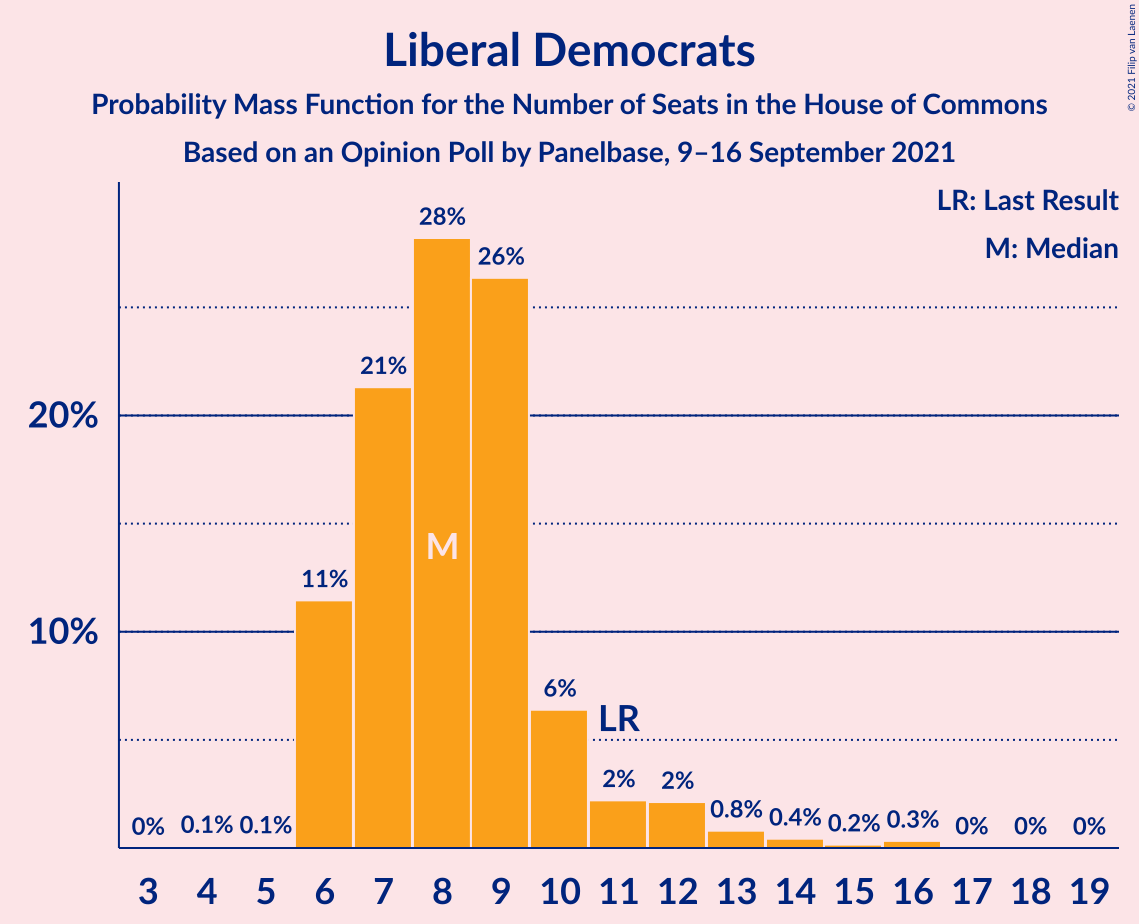 © 2021 Filip van Laenen
Liberal Democrats
Probability Mass Function for the Number of Seats in the House of Commons
Based on an Opinion Poll by Panelbase, 9–16 September 2021
LR: Last Result
M: Median
28%
26%
21%
20%
M
11%
10%
6%
LR
2% 2%
0% 0.1% 0.1% 0.8% 0.4% 0.2% 0.3% 0% 0% 0%
3 4 5 6 7 8 9 10 11 12 13 14 15 16 17 18 19